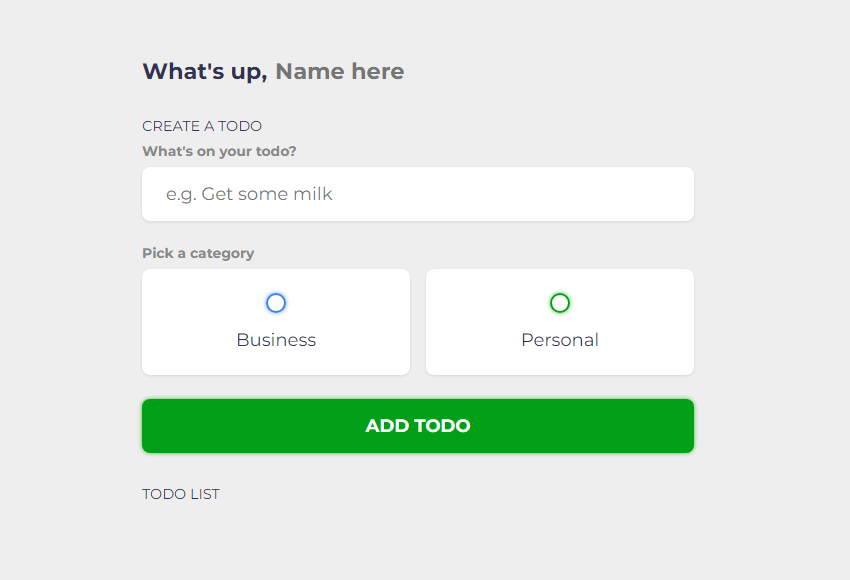 What's up, Name here
CREATE A TODO
What's on your todo?
e.g. Get some milk
Pick a category
Business
Personal
ADD TODO
TODO LIST